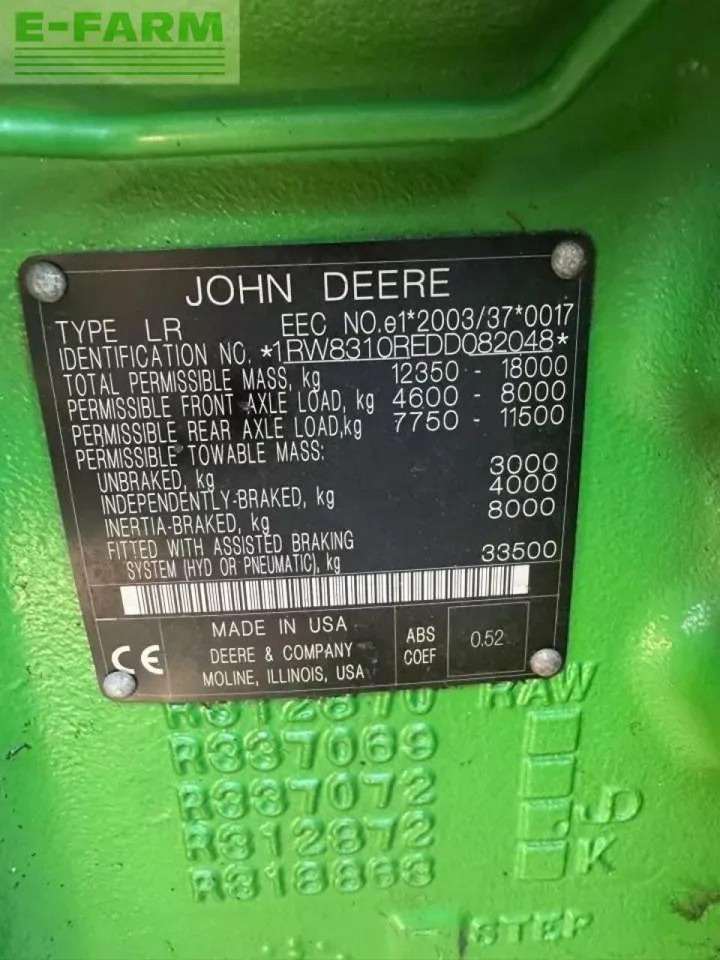 E-FARM
JOHN DEERE
TYPE LR EEC NO.e1*2003/37*0017
IDENTIFICATION NO. *1RW8310REDD082048*
TOTAL PERMISSIBLE MASS, kg 12350 - 18000
PERMISSIBLE FRONT AXLE LOAD, kg 4600 - 8000
PERMISSIBLE REAR AXLE LOAD,kg 7750 - 11500
PERMISSIBLE TOWABLE MASS:
UNBRAKED, kg 3000
INDEPENDENTLY-BRAKED, kg 4000
INERTIA-BRAKED, kg 8000
FITTED WITH ASSISTED BRAKING
SYSTEM (HYD OR PNEUMATIC), kg 33500
CE MADE IN USA
DEERE & COMPANY
MOLINE, ILLINOIS, USA
ABS
COEF
0.52
R312870 RAW
R337069
R337072
R312872 JD
R318863 K
STEP